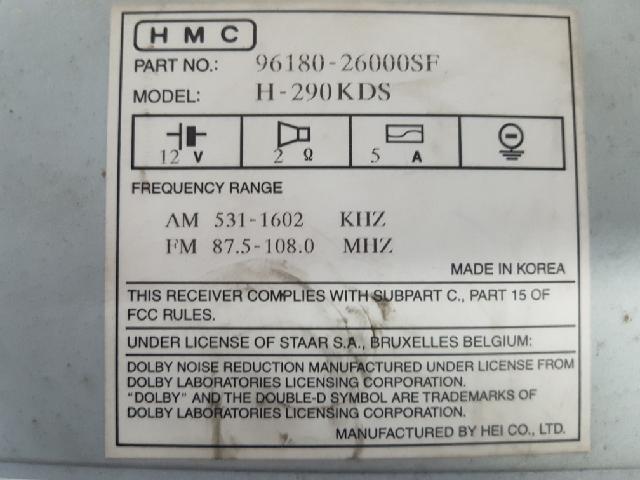 HMC
PART NO.: 96180-26000SF
MODEL: H-290KDS
12 V 2 Ω 5 A
FREQUENCY RANGE
AM 531-1602 KHZ
FM 87.5-108.0 MHZ
MADE IN KOREA
THIS RECEIVER COMPLIES WITH SUBPART C., PART 15 OF
FCC RULES.
UNDER LICENSE OF STAAR S.A., BRUXELLES BELGIUM:
DOLBY NOISE REDUCTION MANUFACTURED UNDER LICENSE FROM
DOLBY LABORATORIES LICENSING CORPORATION.
"DOLBY" AND THE DOUBLE-D SYMBOL ARE TRADEMARKS OF
DOLBY LABORATORIES LICENSING CORPORATION.
MANUFACTURED BY HEI CO., LTD.